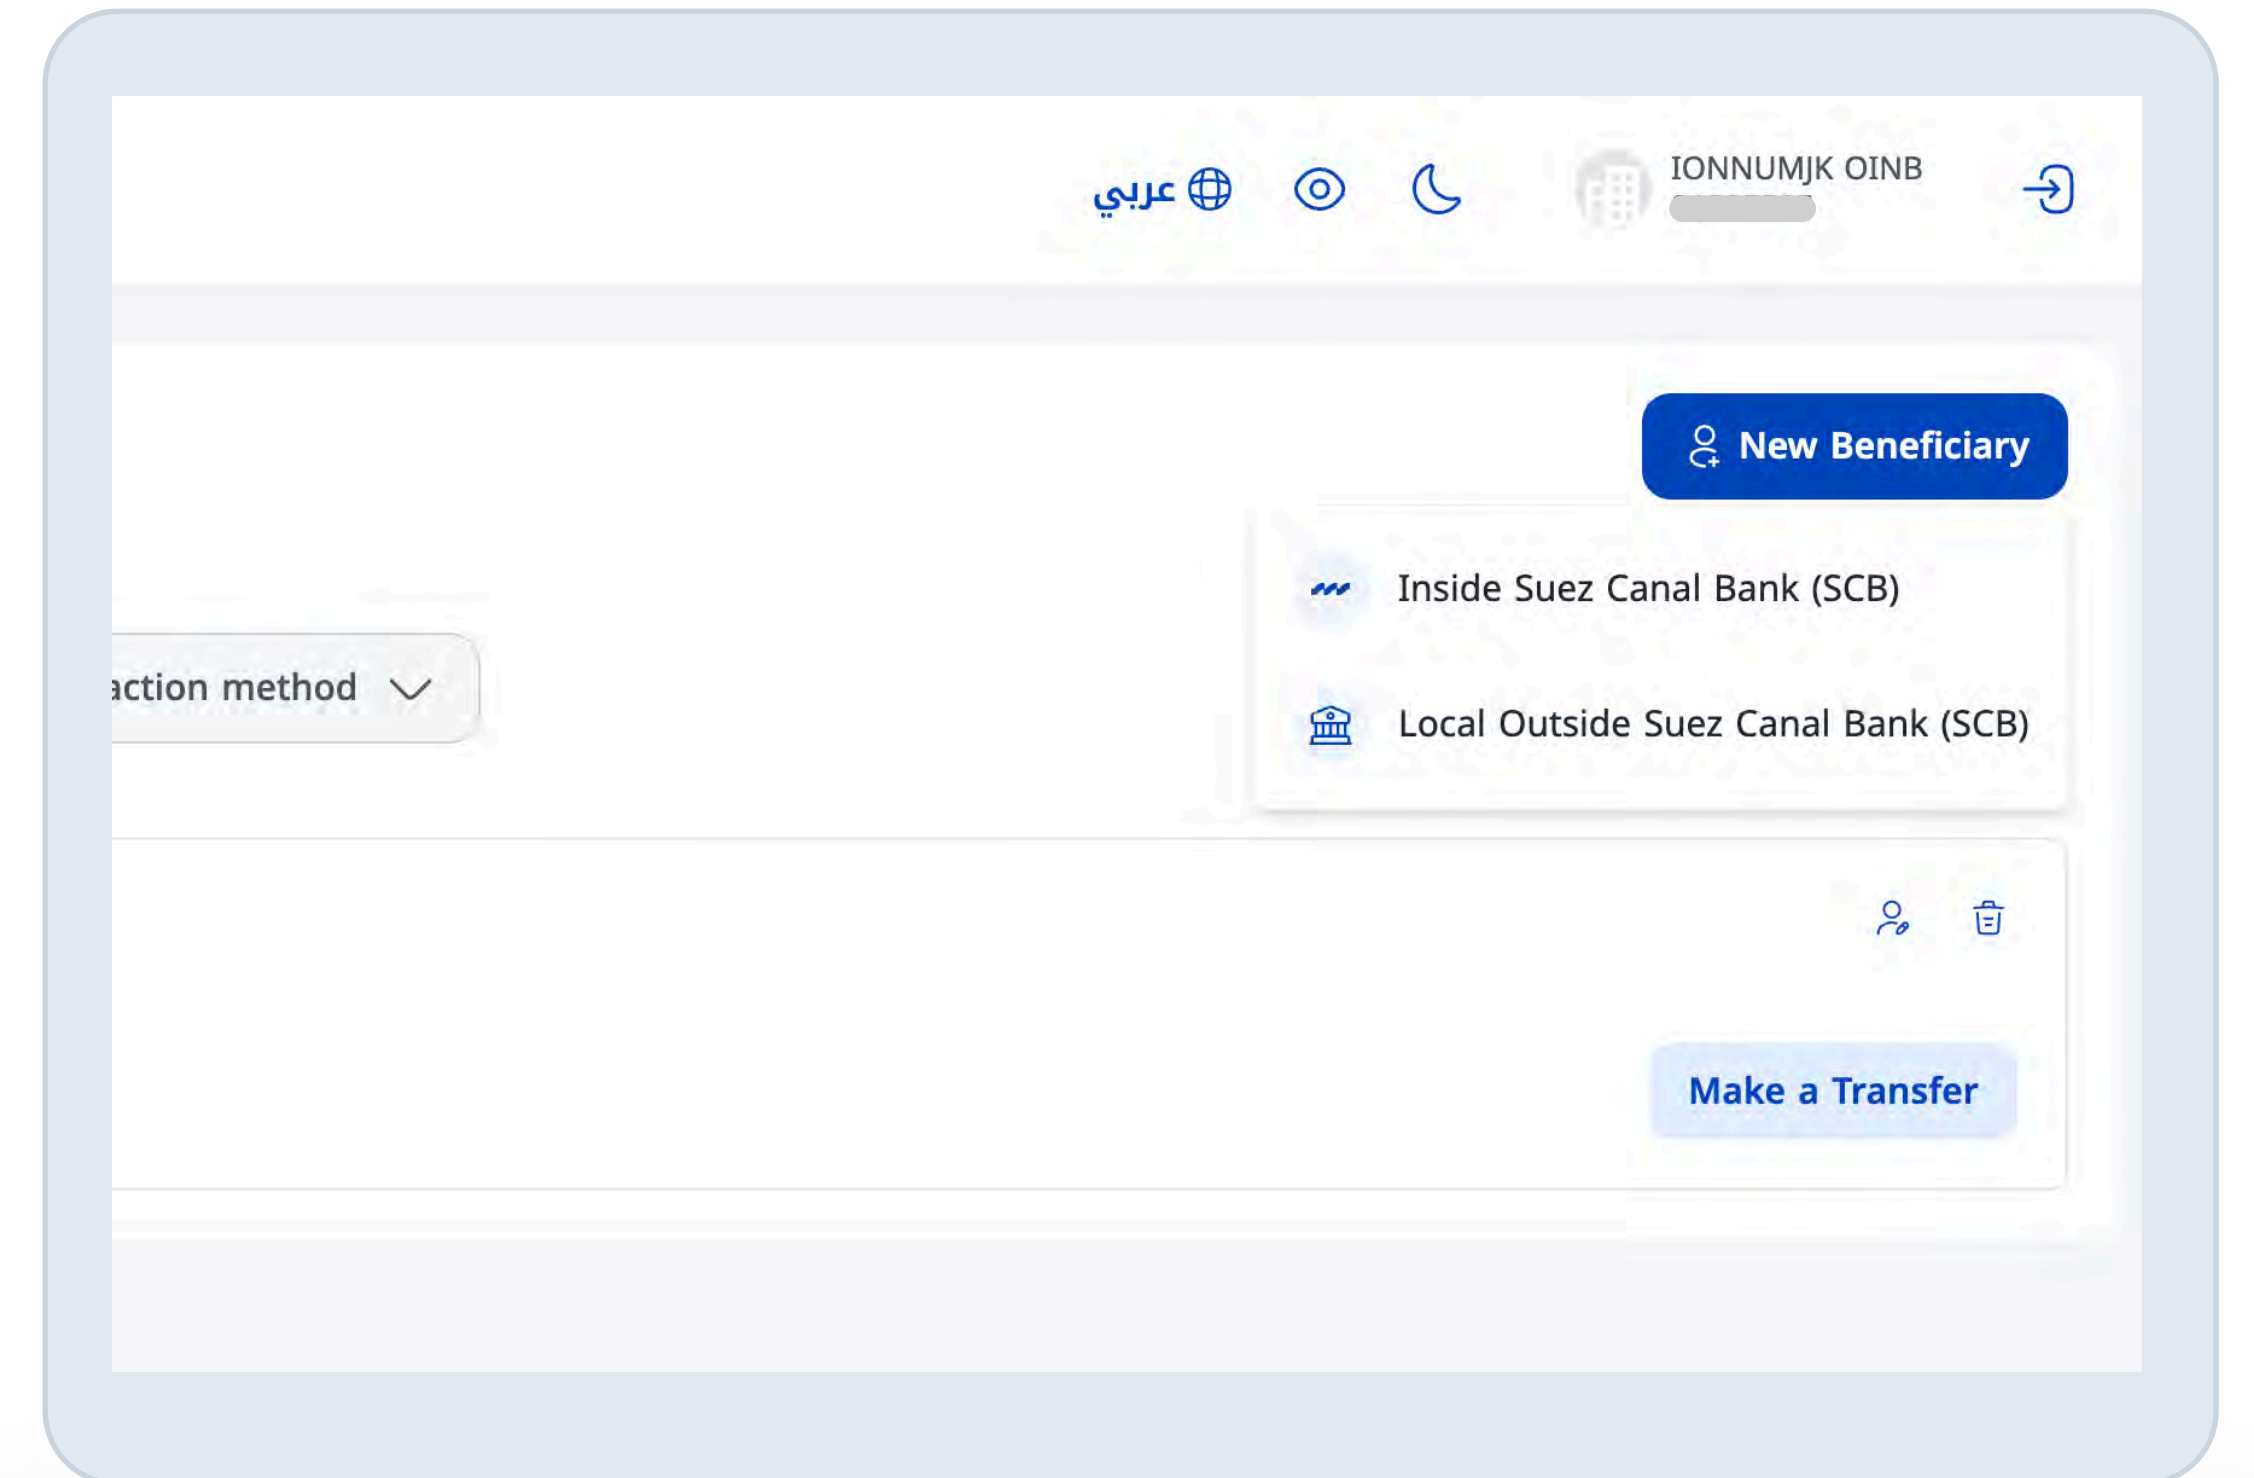 عربي
IONNUMJK OINB
New Beneficiary
Inside Suez Canal Bank (SCB)
action method
Local Outside Suez Canal Bank (SCB)
Make a Transfer